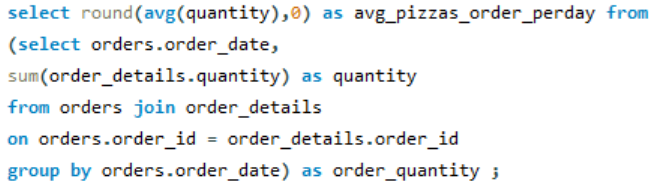 select round(avg(quantity),0) as avg_pizzas_order_perday from
(select orders.order_date,
sum(order_details.quantity) as quantity
from orders join order_details
on orders.order_id = order_details.order_id
group by orders.order_date) as order_quantity ;